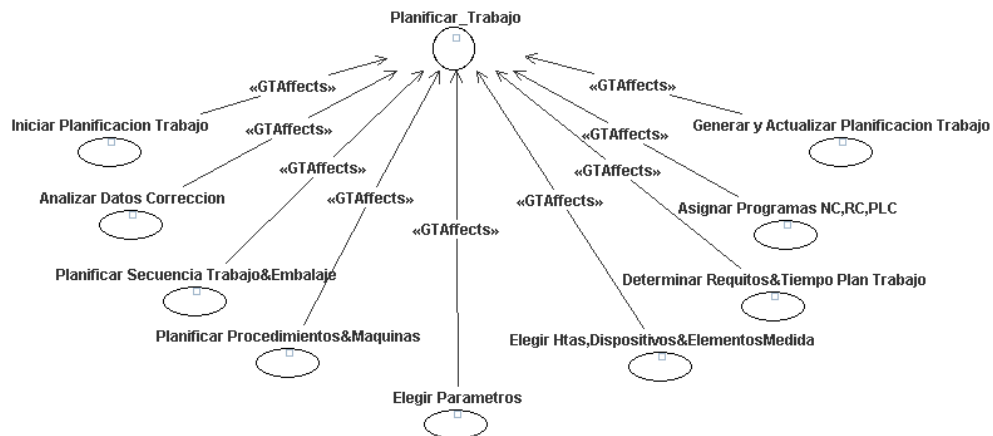 Planificar_Trabajo
«GTAffects»
«GTAffects»
Iniciar Planificacion Trabajo
«GTAffects»
Generar y Actualizar Planificacion Trabajo
«GTAffects»
«GTAffects»
«GTAffects»
Analizar Datos Correccion
«GTAffects»
«GTAffects»
Asignar Programas NC,RC,PLC
«GTAffects»
Planificar Secuencia Trabajo&Embalaje
Determinar Requitos&Tiempo Plan Trabajo
Planificar Procedimientos&Maquinas
Elegir Htas,Dispositivos&ElementosMedida
Elegir Parametros